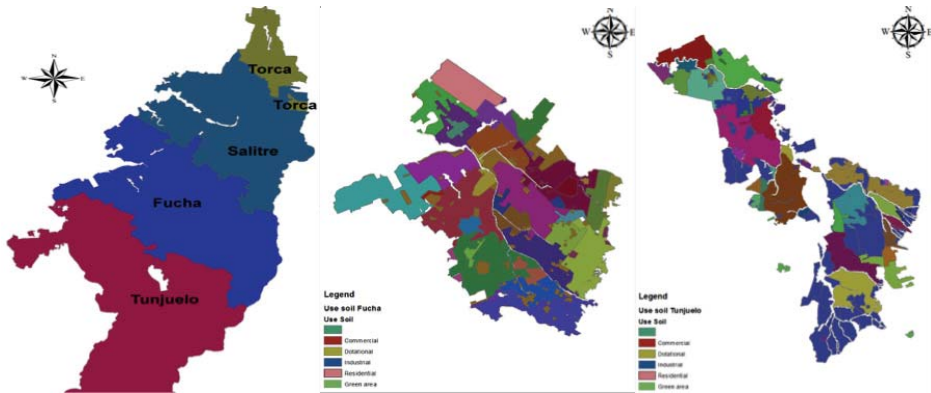 N
W E
S
Torca
Torca
Salitre
Fucha
Tunjuelo
N
W E
S
Legend
Use soil Fucha
Use Soil
Commercial
Dotational
Industrial
Residential
Green area
N
W E
S
Legend
Use soil Tunjuelo
Use Soil
Commercial
Dotational
Industrial
Residential
Green area